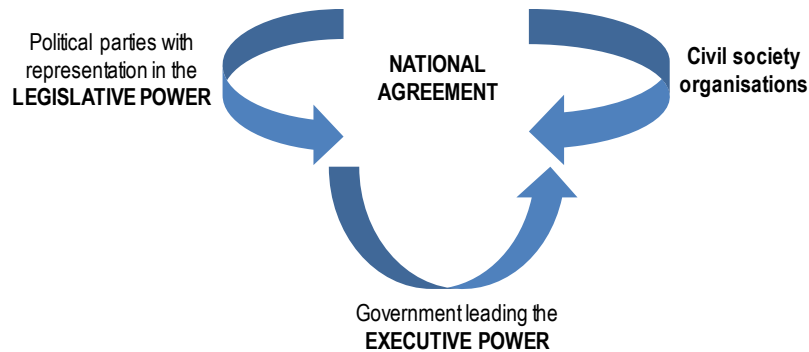 Political parties with
representation in the
LEGISLATIVE POWER
NATIONAL
AGREEMENT
Civil society
organisations
Government leading the
EXECUTIVE POWER